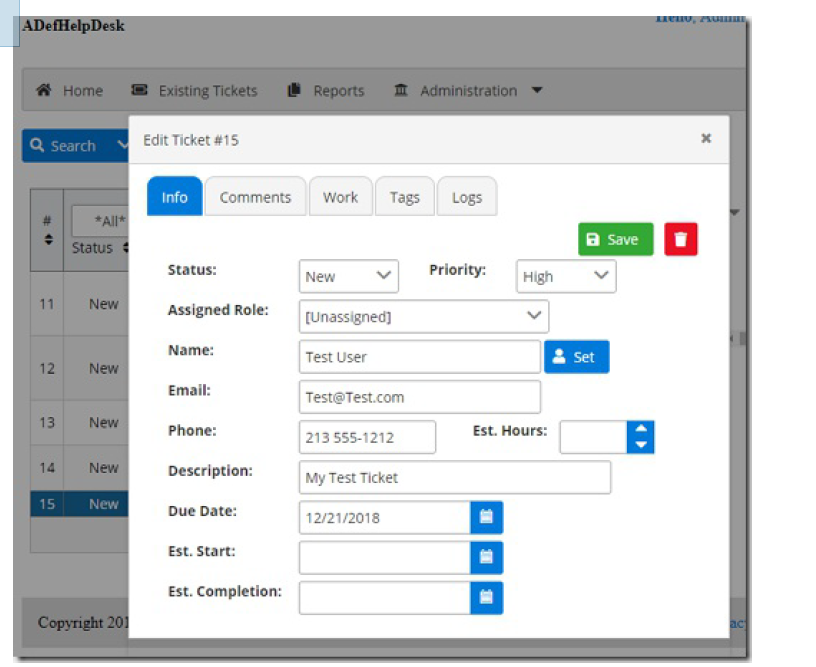 ADefHelpDesk
Hello, Admin
Home Existing Tickets Reports Administration
Search
Edit Ticket #15
Info Comments Work Tags Logs
# *All*
Status
Save
Status: New Priority: High
Assigned Role: [Unassigned]
11 New
Name: Test User Set
12 New
Email: Test@Test.com
13 New
Phone: 213 555-1212 Est. Hours:
14 New
Description: My Test Ticket
15 New
Due Date: 12/21/2018
Est. Start:
Est. Completion:
Copyright 201